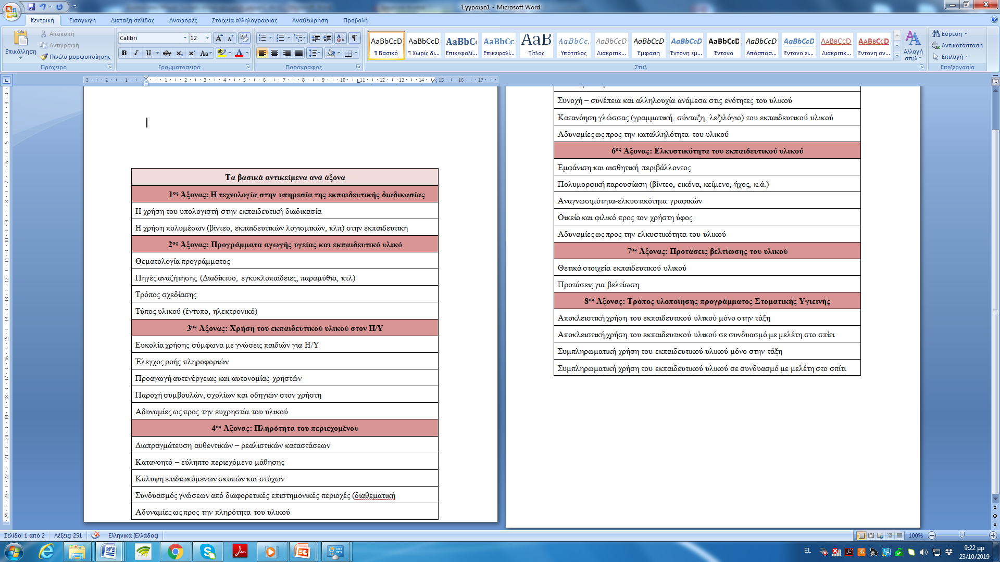 Έγγραφο1 - Microsoft Word
Κεντρική Εισαγωγή Διάταξη σελίδας Αναφορές Στοιχεία αλληλογραφίας Αναθεώρηση Προβολή
Επικόλληση
Αποκοπή
Αντιγραφή
Πινέλο μορφοποίησης
Πρόχειρο
Calibri 12
Γραμματοσειρά
Παράγραφος
AaBbCcD AaBbCcD AaBbCc AaBbCc AaB AaBbCc. AaBbCcD AaBbCcD AaBbCcD AaBbCcD AaBbCcD AaBbCcD AaBbCcD AaBbCcD
¶ Βασικό ¶ Χωρίς δι... Επικεφαλί... Επικεφαλί... Τίτλος Υπότιτλος Διακριτικ... Έμφαση Έντονη έμ... Έντονο Απόσπασ... Έντονο ει... Διακριτικ... Έντονη αν...
Αλλαγή στυλ
Στυλ
Εύρεση
Αντικατάσταση
Επιλογή
Επεξεργασία
Τα βασικά αντικείμενα ανά άξονα
1ος Άξονας: Η τεχνολογία στην υπηρεσία της εκπαιδευτικής διαδικασίας
Η χρήση του υπολογιστή στην εκπαιδευτική διαδικασία
Η χρήση πολυμέσων (βίντεο, εκπαιδευτικών λογισμικών, κλπ) στην εκπαιδευτική
2ος Άξονας: Προγράμματα αγωγής υγείας και εκπαιδευτικό υλικό
Θεματολογία προγράμματος
Πηγές αναζήτησης (Διαδίκτυο, εγκυκλοπαίδειες, παραμύθια, κτλ)
Τρόπος σχεδίασης
Τύπος υλικού (έντυπο, ηλεκτρονικό)
3ος Άξονας: Χρήση του εκπαιδευτικού υλικού στον Η/Υ
Ευκολία χρήσης σύμφωνα με γνώσεις παιδιών για Η/Υ
Έλεγχος ροής πληροφοριών
Προαγωγή αυτενέργειας και αυτονομίας χρηστών
Παροχή συμβουλών, σχολίων και οδηγιών στον χρήστη
Αδυναμίες ως προς την ευχρηστία του υλικού
4ος Άξονας: Πληρότητα του περιεχομένου
Διαπραγμάτευση αυθεντικών – ρεαλιστικών καταστάσεων
Κατανοητό – εύληπτο περιεχόμενο μάθησης
Κάλυψη επιδιωκόμενων σκοπών και στόχων
Συνδυασμός γνώσεων από διαφορετικές επιστημονικές περιοχές (διαθεματική
Αδυναμίες ως προς την πληρότητα του υλικού
Συνοχή – συνέπεια και αλληλουχία ανάμεσα στις ενότητες του υλικού
Κατανόηση γλώσσας (γραμματική, σύνταξη, λεξιλόγιο) του εκπαιδευτικού υλικού
Αδυναμίες ως προς την καταλληλότητα του υλικού
6ος Άξονας: Ελκυστικότητα του εκπαιδευτικού υλικού
Εμφάνιση και αισθητική περιβάλλοντος
Πολυμορφική παρουσίαση (βίντεο, εικόνα, κείμενο, ήχος, κ.ά.)
Αναγνωσιμότητα-ελκυστικότητα γραφικών
Οικείο και φιλικό προς τον χρήστη ύφος
Αδυναμίες ως προς την ελκυστικότητα του υλικού
7ος Άξονας: Προτάσεις βελτίωσης του υλικού
Θετικά στοιχεία εκπαιδευτικού υλικού
Προτάσεις για βελτίωση
8ος Άξονας: Τρόπος υλοποίησης προγράμματος Στοματικής Υγιεινής
Αποκλειστική χρήση του εκπαιδευτικού υλικού μόνο στην τάξη
Αποκλειστική χρήση του εκπαιδευτικού υλικού σε συνδυασμό με μελέτη στο σπίτι
Συμπληρωματική χρήση του εκπαιδευτικού υλικού μόνο στην τάξη
Συμπληρωματική χρήση του εκπαιδευτικού υλικού σε συνδυασμό με μελέτη στο σπίτι
Σελίδα: 1 από 2 Λέξεις: 251 Ελληνικά (Ελλάδας) 100%
EL 9:22 μμ
23/10/2019